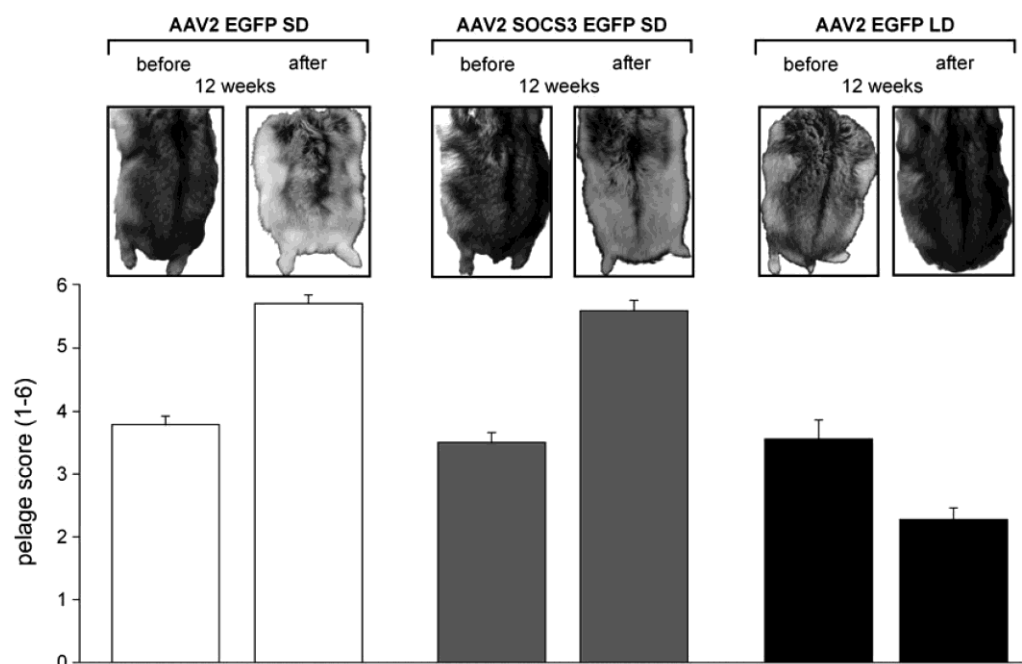 AAV2 EGFP SD AAV2 SOCS3 EGFP SD AAV2 EGFP LD
before after before after before after
12 weeks 12 weeks 12 weeks
6
5
4
3
2
1
0
pelage score (1-6)